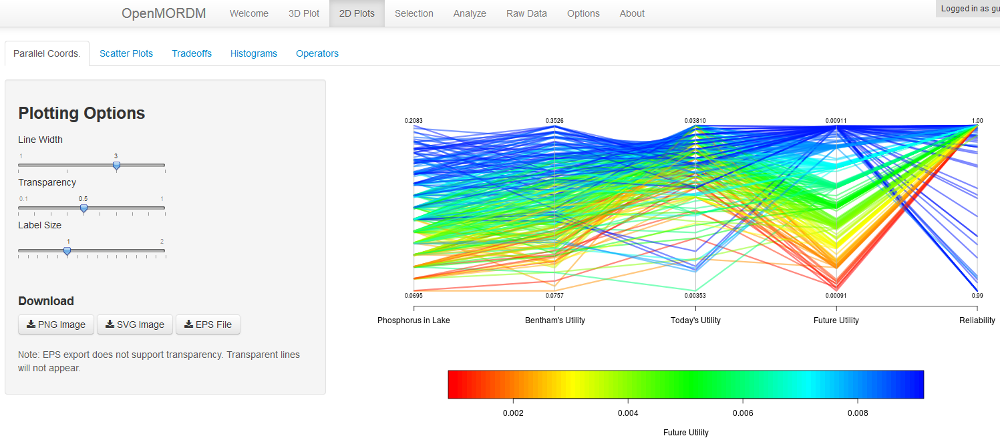 OpenMORDM Welcome 3D Plot 2D Plots Selection Analyze Raw Data Options About Logged in as gu
Parallel Coords. Scatter Plots Tradeoffs Histograms Operators
Plotting Options
Line Width
1 3
Transparency
0.1 0.5 1
Label Size
1 2
Download
PNG Image SVG Image EPS File
Note: EPS export does not support transparency. Transparent lines
will not appear.
0.2083 0.3526 0.03810 0.00911 1.00
0.0695 0.0757 0.00353 0.00091 0.99
Phosphorus in Lake Bentham's Utility Today's Utility Future Utility Reliability
0.002 0.004 0.006 0.008
Future Utility